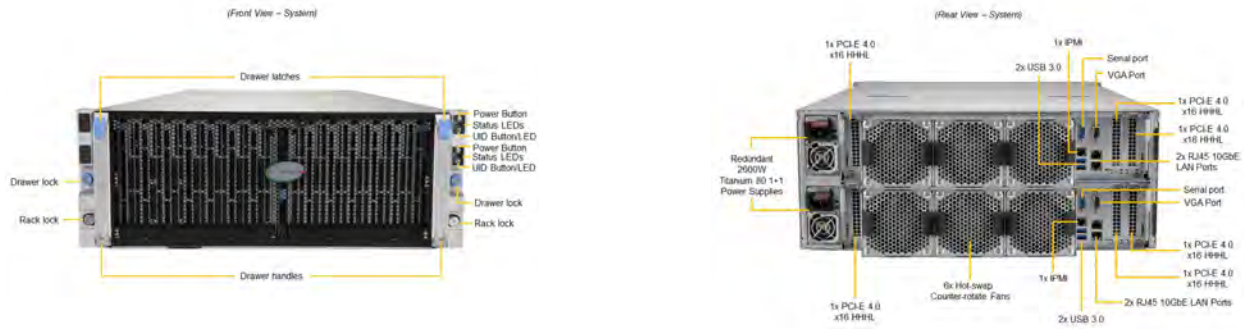 (Front View – System)
Drawer latches
Power Button
Status LEDs
UID Button/LED
Power Button
Status LEDs
UID Button/LED
Drawer lock
Drawer lock
Rack lock
Rack lock
Drawer handles
(Rear View – System)
1x PCI-E 4.0
x16 HHHL
1x IPMI
2x USB 3.0
Serial port
VGA Port
1x PCI-E 4.0
x16 HHHL
1x PCI-E 4.0
x16 HHHL
2x RJ45 10GbE
LAN Ports
Redundant
2600W
Titanium 80 1+1
Power Supplies
Serial port
VGA Port
1x PCI-E 4.0
x16 HHHL
1x PCI-E 4.0
x16 HHHL
1x IPMI
6x Hot-swap
Counter-rotate Fans
1x PCI-E 4.0
x16 HHHL
2x RJ45 10GbE LAN Ports
2x USB 3.0